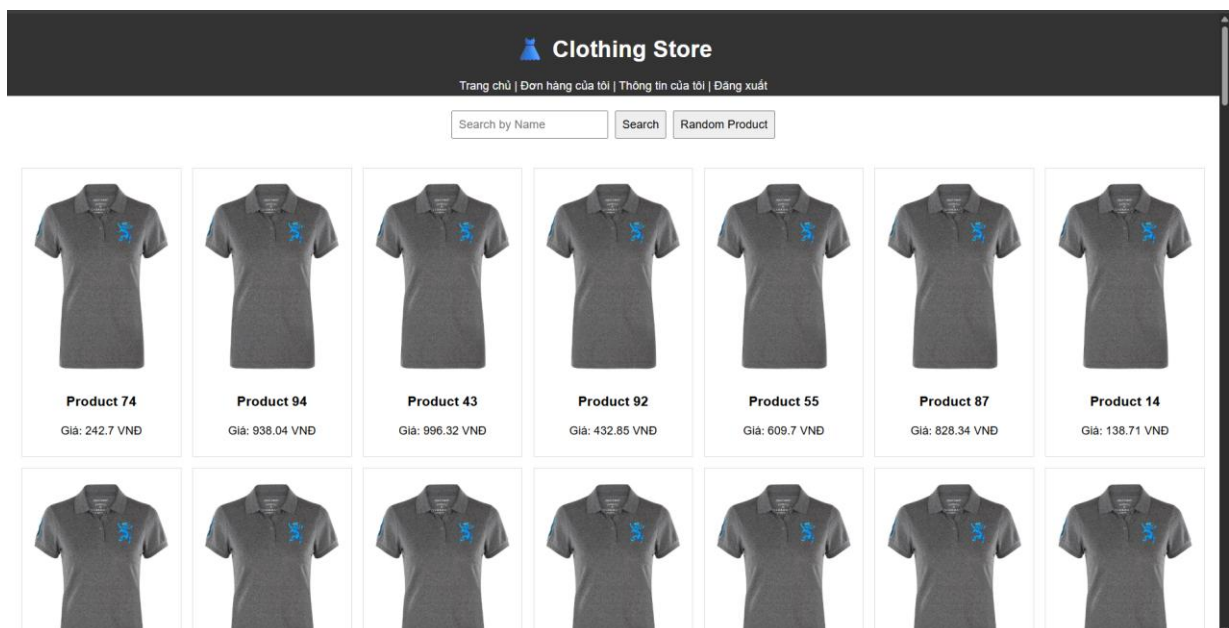 Clothing Store
Trang chủ | Đơn hàng của tôi | Thông tin của tôi | Đăng xuất
Search by Name Search Random Product
Product 74 Product 94 Product 43 Product 92 Product 55 Product 87 Product 14
Giá: 242.7 VNĐ Giá: 938.04 VNĐ Giá: 996.32 VNĐ Giá: 432.85 VNĐ Giá: 609.7 VNĐ Giá: 828.34 VNĐ Giá: 138.71 VNĐ